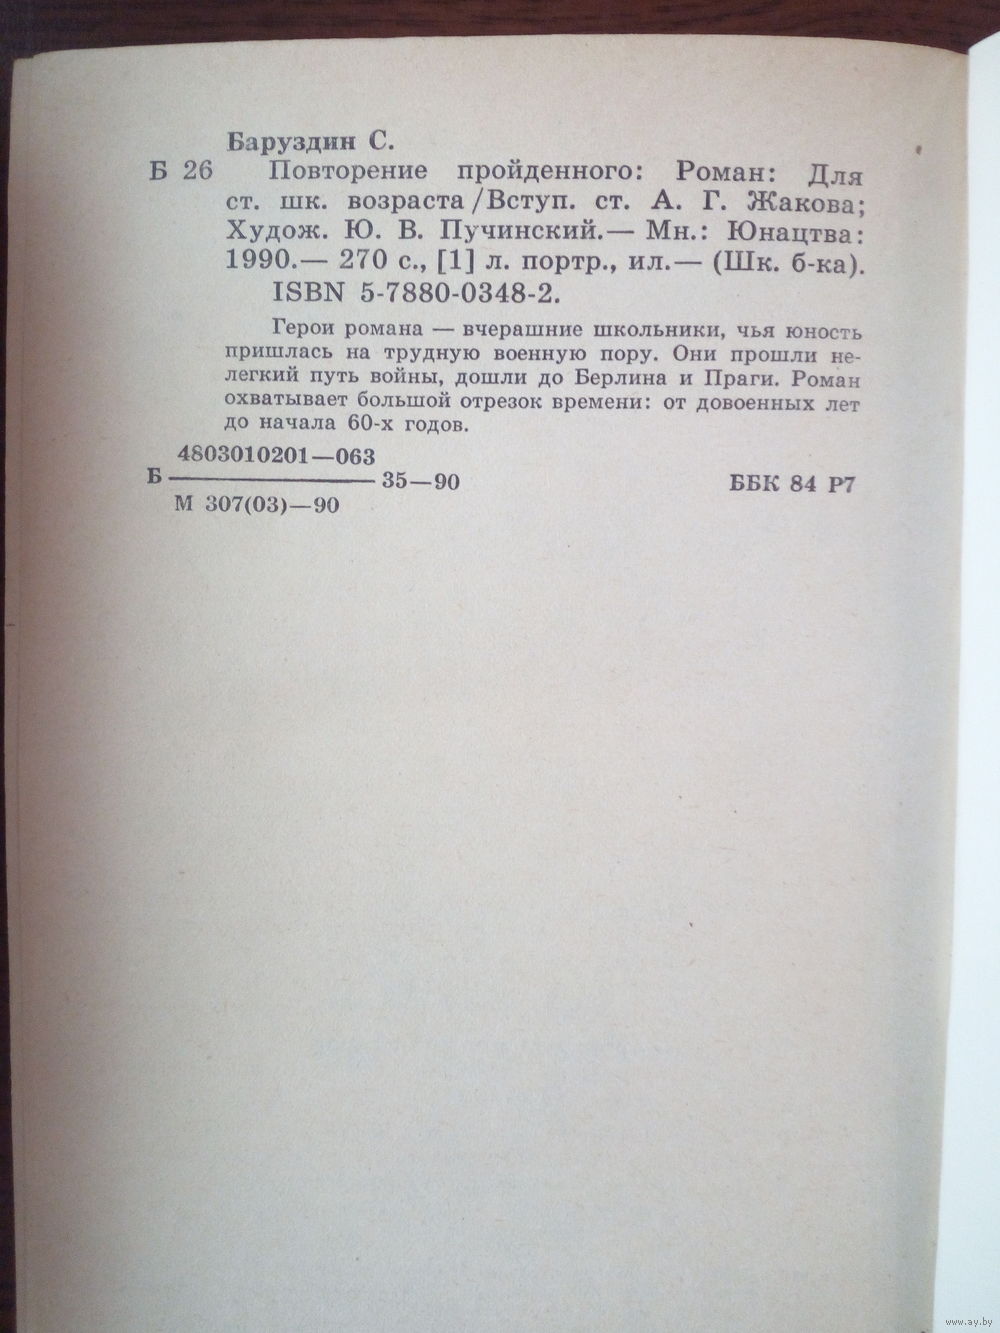 Баруздин С.
Б 26 Повторение пройденного: Роман: Для
ст. шк. возраста/Вступ. ст. А. Г. Жакова;
Худож. Ю. В. Пучинский.— Мн.: Юнацтва:
1990.— 270 с., [1] л. портр., ил.— (Шк. б-ка).
ISBN 5-7880-0348-2.
Герои романа — вчерашние школьники, чья юность
пришлась на трудную военную пору. Они прошли не-
легкий путь войны, дошли до Берлина и Праги. Роман
охватывает большой отрезок времени: от довоенных лет
до начала 60-х годов.
4803010201—063
Б 35—90 ББК 84 Р7
М 307(03)—90
www.ay.by